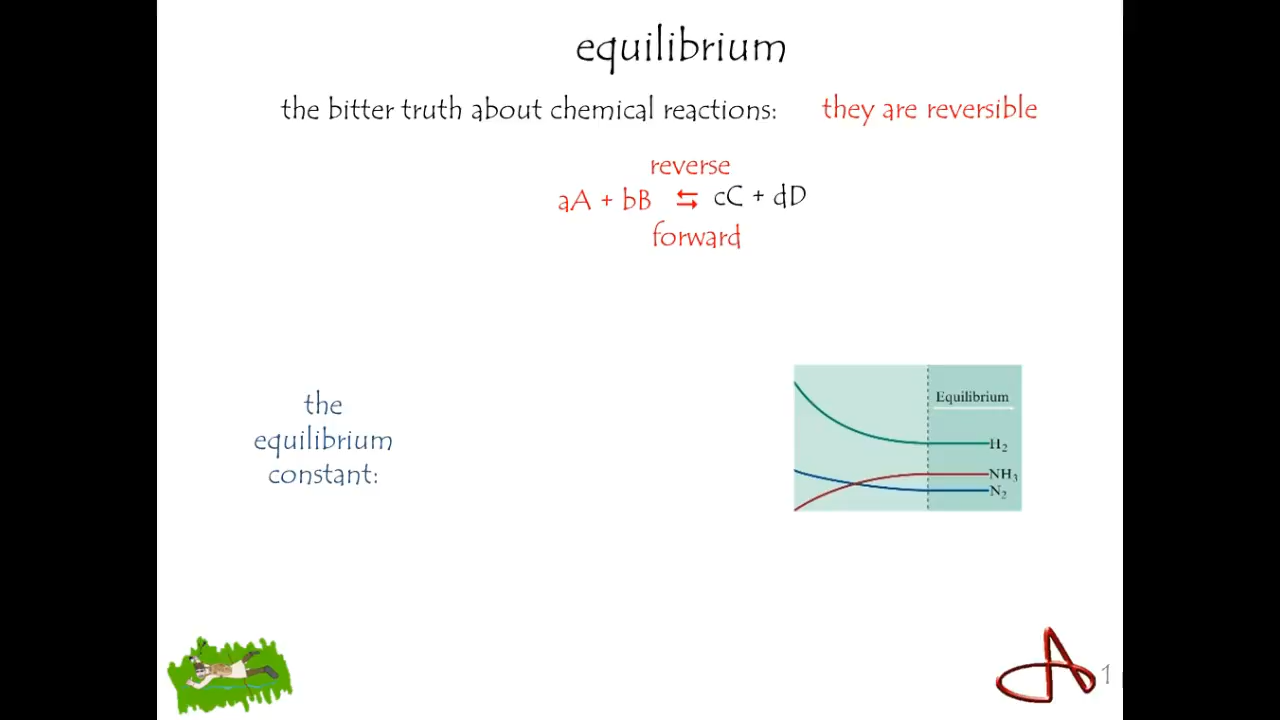 equilibrium
the bitter truth about chemical reactions: they are reversible
reverse
aA + bB ⇆ cC + dD
forward
the
equilibrium
constant:
Equilibrium
H₂
NH₃
N₂
1